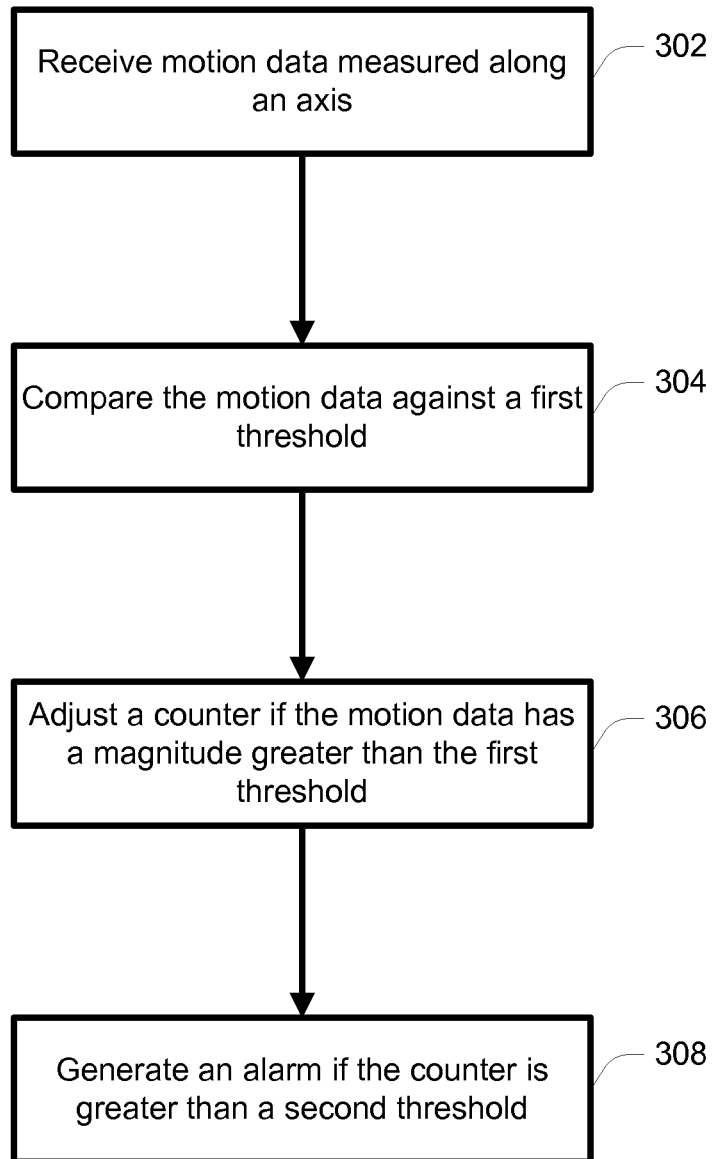 Receive motion data measured along
an axis
302
Compare the motion data against a first
threshold
304
Adjust a counter if the motion data has
a magnitude greater than the first
threshold
306
Generate an alarm if the counter is
greater than a second threshold
308